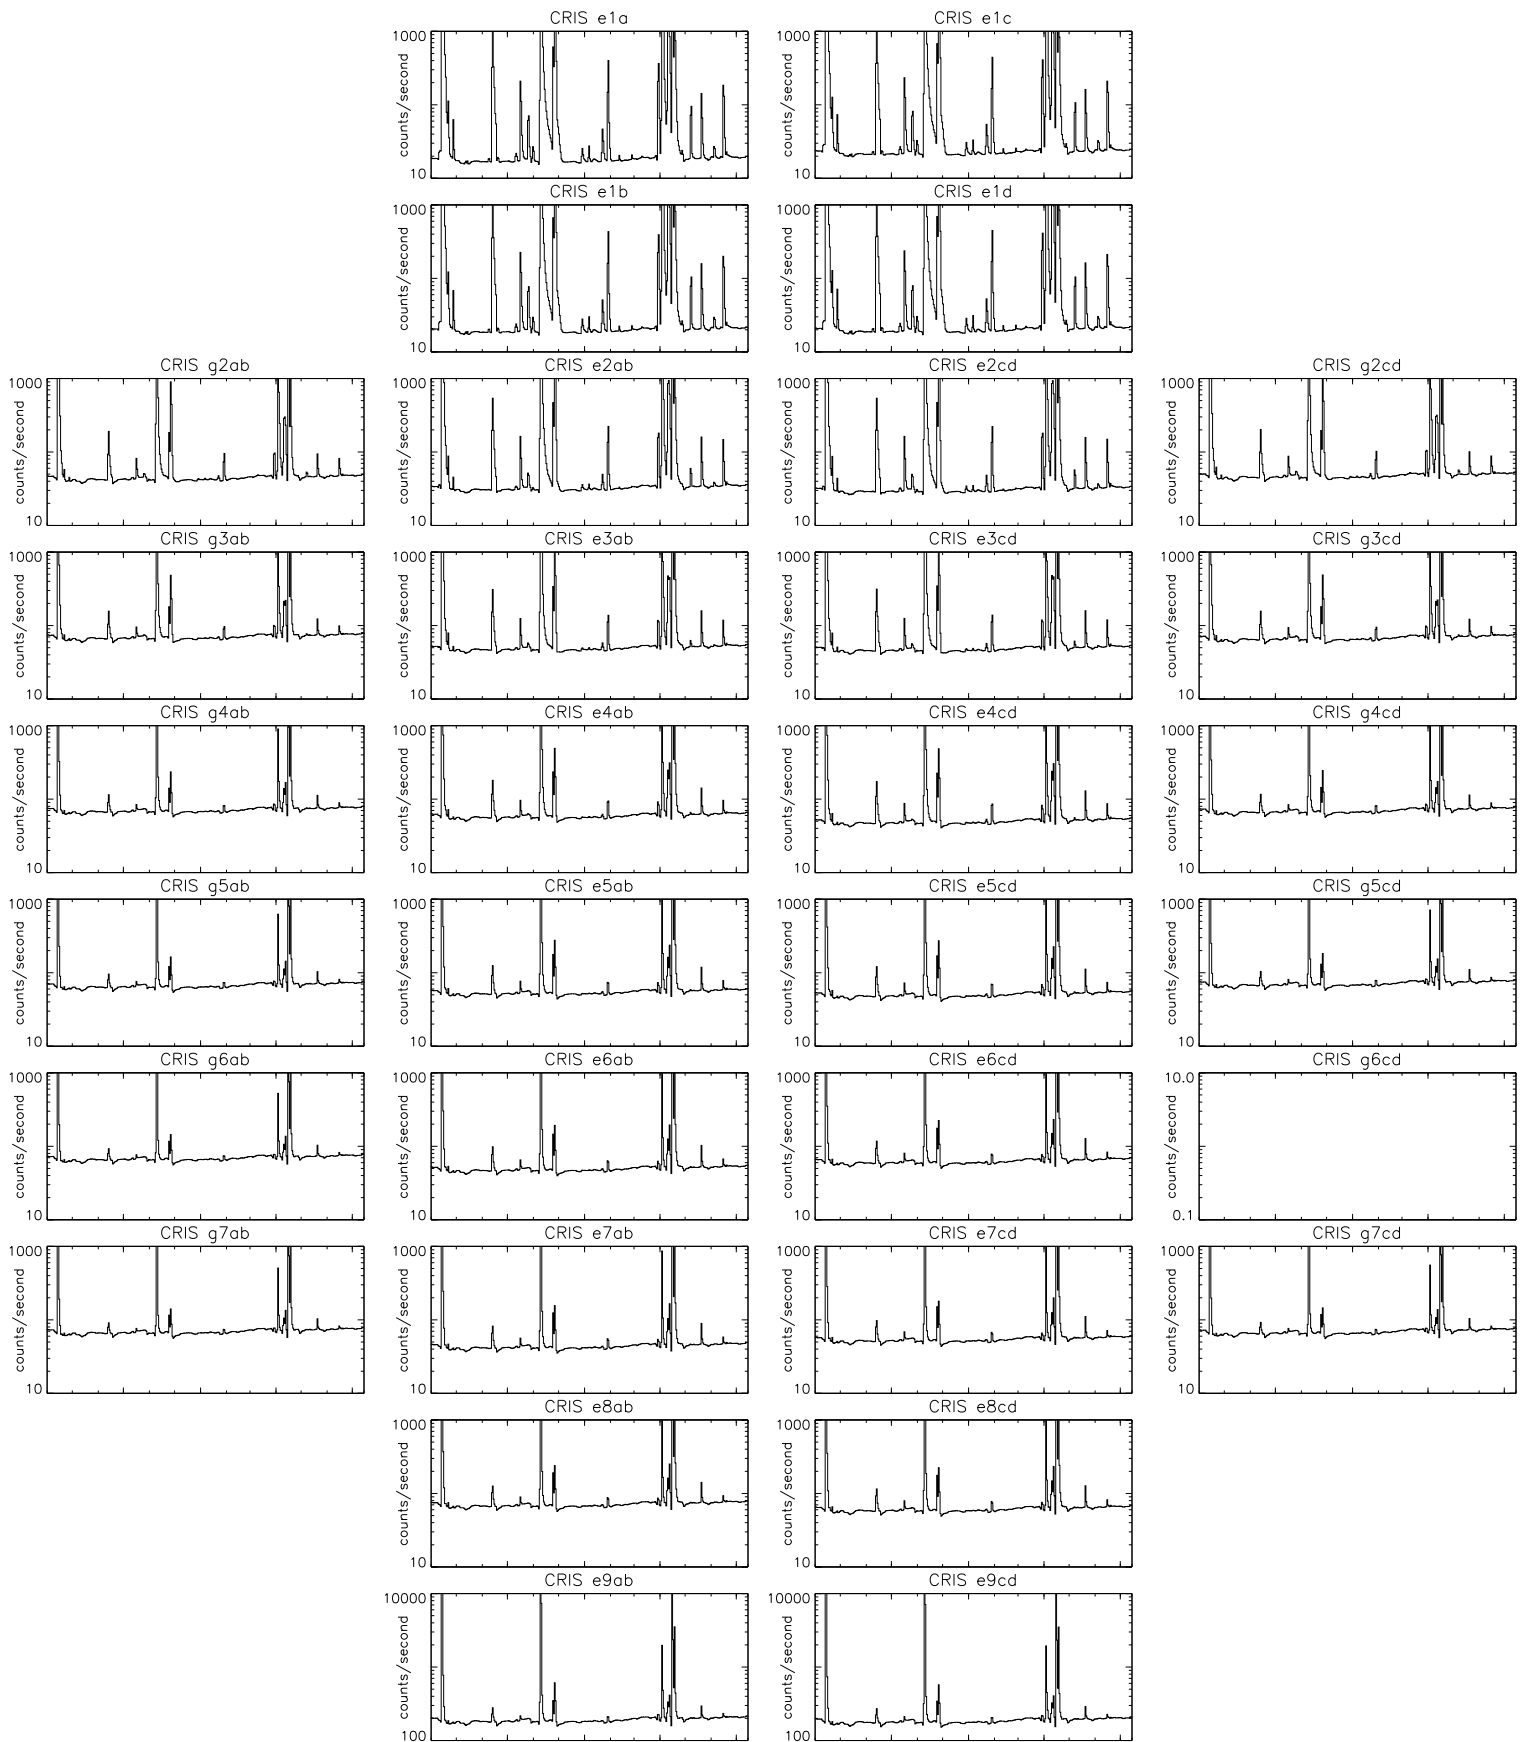 CRIS e1a CRIS e1c
1000 1000
counts/second counts/second
10 10
CRIS e1b CRIS e1d
1000 1000
counts/second counts/second
10 10
CRIS g2ab CRIS e2ab CRIS e2cd CRIS g2cd
1000 1000 1000 1000
counts/second counts/second counts/second counts/second
10 10 10 10
CRIS g3ab CRIS e3ab CRIS e3cd CRIS g3cd
1000 1000 1000 1000
counts/second counts/second counts/second counts/second
10 10 10 10
CRIS g4ab CRIS e4ab CRIS e4cd CRIS g4cd
1000 1000 1000 1000
counts/second counts/second counts/second counts/second
10 10 10 10
CRIS g5ab CRIS e5ab CRIS e5cd CRIS g5cd
1000 1000 1000 1000
counts/second counts/second counts/second counts/second
10 10 10 10
CRIS g6ab CRIS e6ab CRIS e6cd CRIS g6cd
1000 1000 1000 10.0
counts/second counts/second counts/second counts/second
10 10 10 0.1
CRIS g7ab CRIS e7ab CRIS e7cd CRIS g7cd
1000 1000 1000 1000
counts/second counts/second counts/second counts/second
10 10 10 10
CRIS e8ab CRIS e8cd
1000 1000
counts/second counts/second
10 10
CRIS e9ab CRIS e9cd
10000 10000
counts/second counts/second
100 100